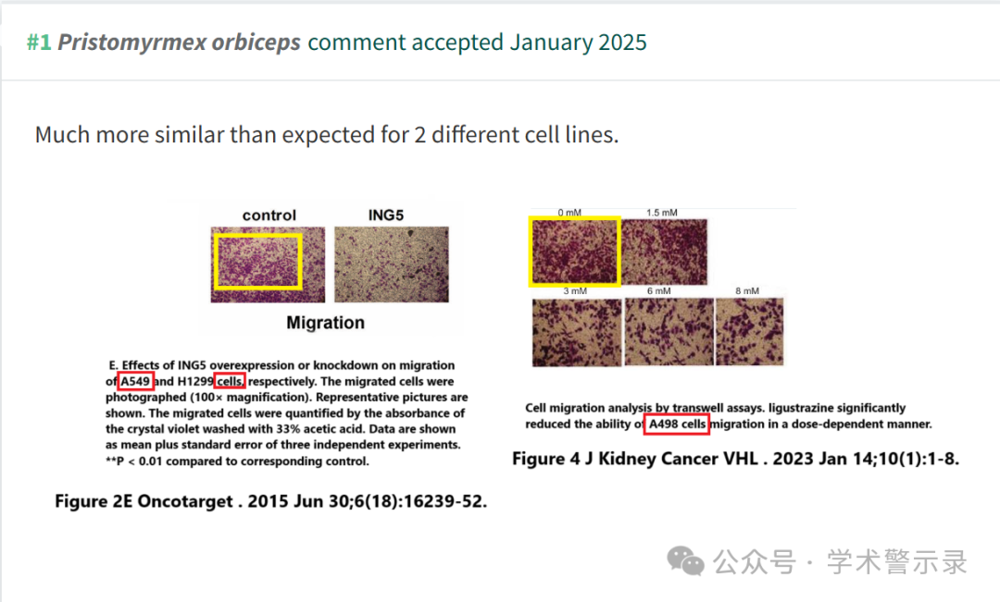 #1 Pristomyrmex orbiceps comment accepted January 2025
Much more similar than expected for 2 different cell lines.
control ING5
Migration
E. Effects of ING5 overexpression or knockdown on migration
of A549 and H1299 cells, respectively. The migrated cells were
photographed (100× magnification). Representative pictures are
shown. The migrated cells were quantified by the absorbance of
the crystal violet washed with 33% acetic acid. Data are shown
as mean plus standard error of three independent experiments.
**P < 0.01 compared to corresponding control.
Figure 2E Oncotarget . 2015 Jun 30;6(18):16239-52.
0 mM 1.5 mM
3 mM 6 mM 8 mM
Cell migration analysis by transwell assays. ligustrazine significantly
reduced the ability of A498 cells migration in a dose-dependent manner.
Figure 4 J Kidney Cancer VHL . 2023 Jan 14;10(1):1-8.
公众号 · 学术警示录